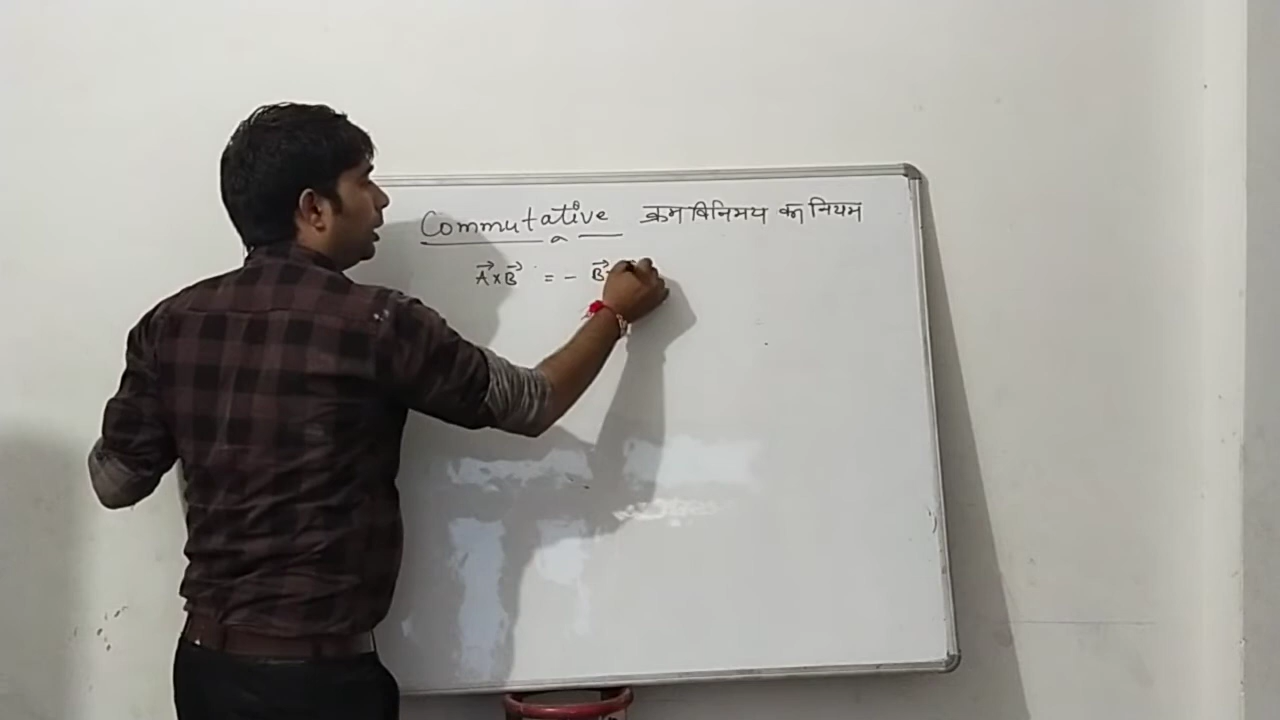 Commutative क्रम विनिमय का नियम
A⃗ × B⃗ = - B⃗